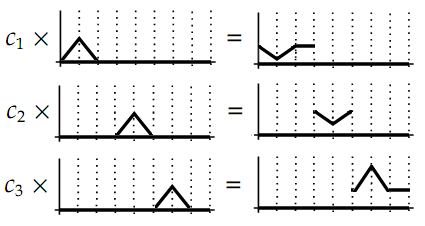 c₁ × =
c₂ × =
c₃ × =